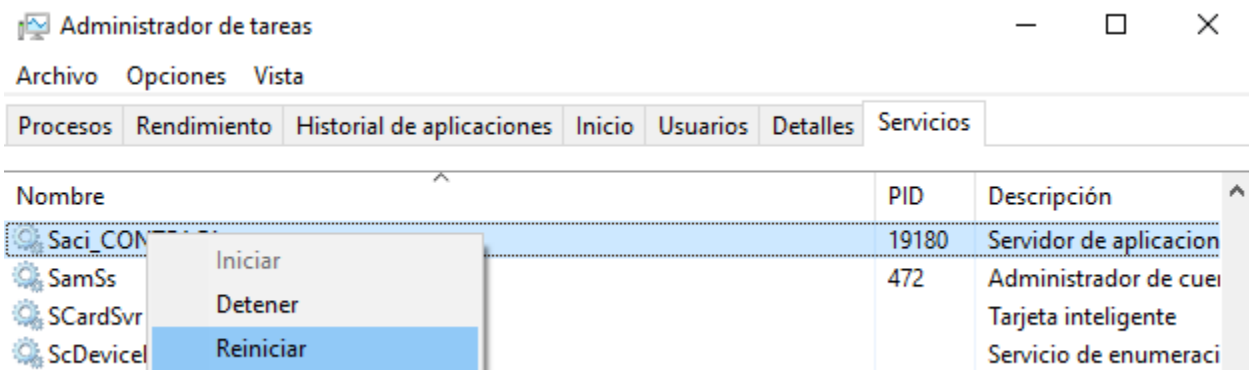 Administrador de tareas
Archivo Opciones Vista
Procesos Rendimiento Historial de aplicaciones Inicio Usuarios Detalles Servicios
Nombre PID Descripción
19180 Servidor de aplicacion
Iniciar
SamSs 472 Administrador de cue
Detener
SCardSvr Tarjeta inteligente
Reiniciar
Servicio de enumeraci